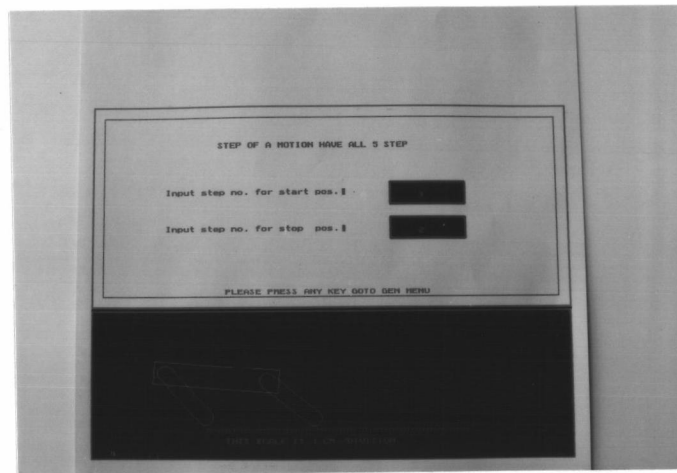 STEP OF A MOTION HAVE ALL 5 STEP
Input step no. for start pos.:
Input step no. for stop pos.:
PLEASE PRESS ANY KEY GOTO GEN MENU